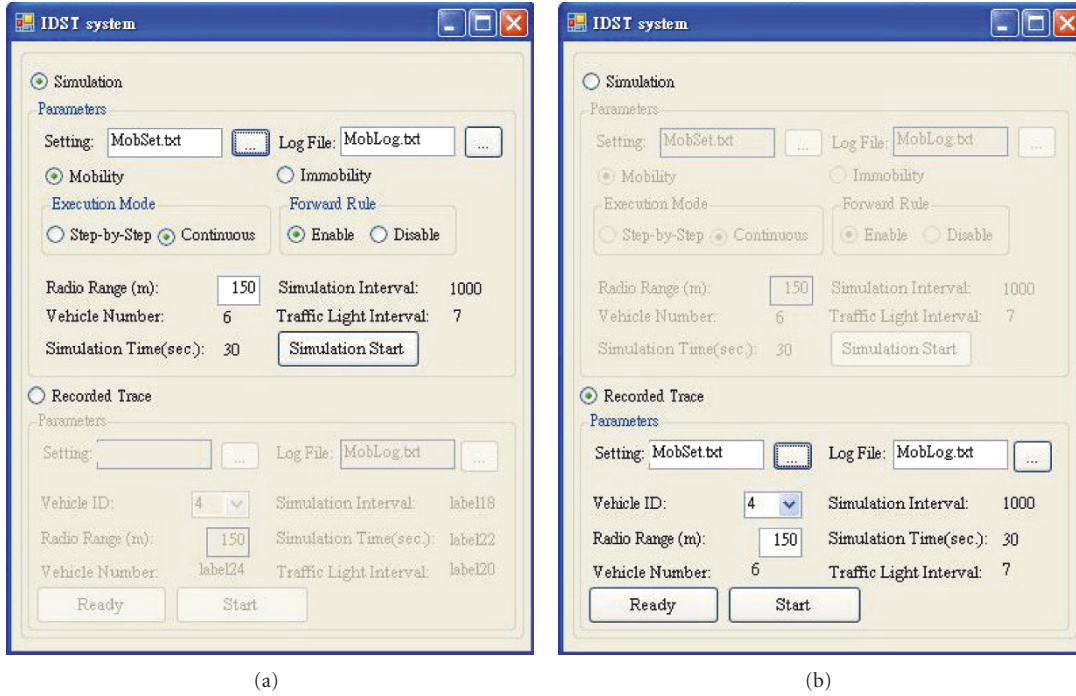 IDST system
Simulation
Parameters
Setting: MobSet.txt ... Log File: MobLog.txt ...
Mobility Immobility
Execution Mode Forward Rule
Step-by-Step Continuous Enable Disable
Radio Range (m): 150 Simulation Interval: 1000
Vehicle Number: 6 Traffic Light Interval: 7
Simulation Time(sec.): 30 Simulation Start
Recorded Trace
Parameters
Setting: ... Log File: MobLog.txt ...
Vehicle ID: 4 Simulation Interval: label18
Radio Range (m): 150 Simulation Time(sec.): label22
Vehicle Number: label24 Traffic Light Interval: label20
Ready Start
(a)
IDST system
Simulation
Parameters
Setting: MobSet.txt ... Log File: MobLog.txt ...
Mobility Immobility
Execution Mode Forward Rule
Step-by-Step Continuous Enable Disable
Radio Range (m): 150 Simulation Interval: 1000
Vehicle Number: 6 Traffic Light Interval: 7
Simulation Time(sec.): 30 Simulation Start
Recorded Trace
Parameters
Setting: MobSet.txt ... Log File: MobLog.txt ...
Vehicle ID: 4 Simulation Interval: 1000
Radio Range (m): 150 Simulation Time(sec.): 30
Vehicle Number: 6 Traffic Light Interval: 7
Ready Start
(b)